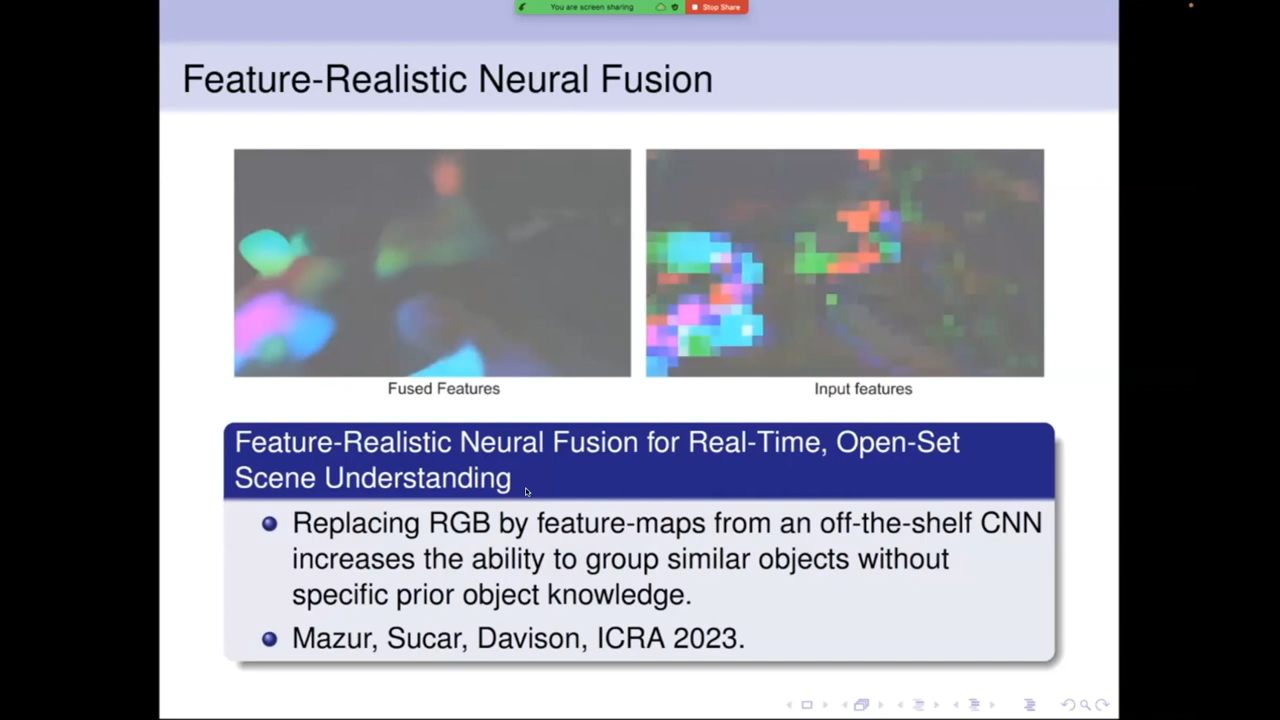 You are screen sharing
Stop Share
Feature-Realistic Neural Fusion
Fused Features
Input features
Feature-Realistic Neural Fusion for Real-Time, Open-Set
Scene Understanding
Replacing RGB by feature-maps from an off-the-shelf CNN
increases the ability to group similar objects without
specific prior object knowledge.
Mazur, Sucar, Davison, ICRA 2023.